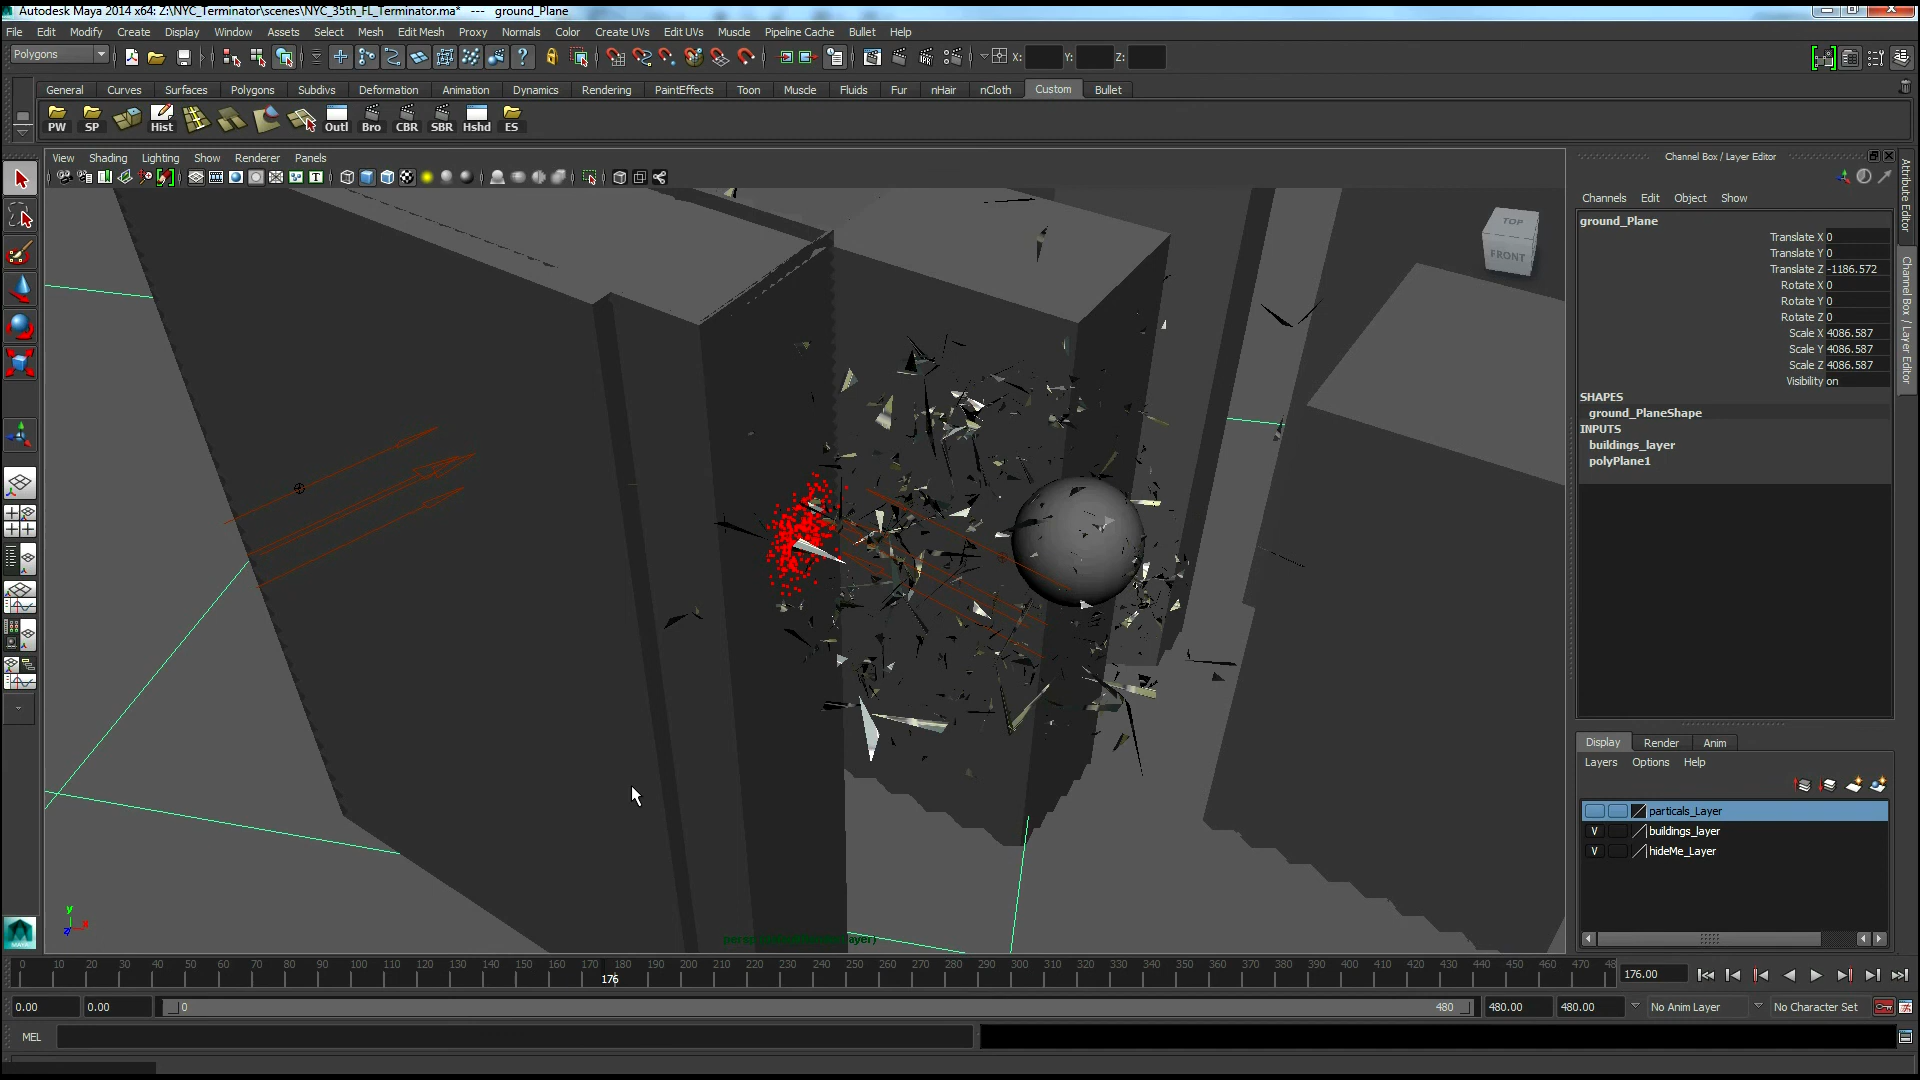 Autodesk Maya 2014 x64: Z:\NYC_Terminator\scenes\NYC_35th_FL_Terminator.ma* --- ground_Plane
File Edit Modify Create Display Window Assets Select Mesh Edit Mesh Proxy Normals Color Create UVs Edit UVs Muscle Pipeline Cache Bullet Help
Polygons X: Y: Z:
General Curves Surfaces Polygons Subdivs Deformation Animation Dynamics Rendering PaintEffects Toon Muscle Fluids Fur nHair nCloth Custom Bullet
PW SP Hist Outl Bro CBR SBR Hshd ES
View Shading Lighting Show Renderer Panels
Channel Box / Layer Editor
Channels Edit Object Show
ground_Plane
Translate X 0
Translate Y 0
Translate Z -1186.572
Rotate X 0
Rotate Y 0
Rotate Z 0
Scale X 4086.587
Scale Y 4086.587
Scale Z 4086.587
Visibility on
SHAPES
ground_PlaneShape
INPUTS
buildings_layer
polyPlane1
Attribute Editor
Channel Box / Layer Editor
TOP
FRONT
Display Render Anim
Layers Options Help
particals_Layer
V buildings_layer
V hideMe_Layer
y
x
z
0 10 20 30 40 50 60 70 80 90 100 110 120 130 140 150 160 170 180 190 200 210 220 230 240 250 260 270 280 290 300 310 320 330 340 350 360 370 380 390 400 410 420 430 440 450 460 470 48
176
176.00
0.00 0.00 0 480 480.00 480.00 No Anim Layer No Character Set
MEL